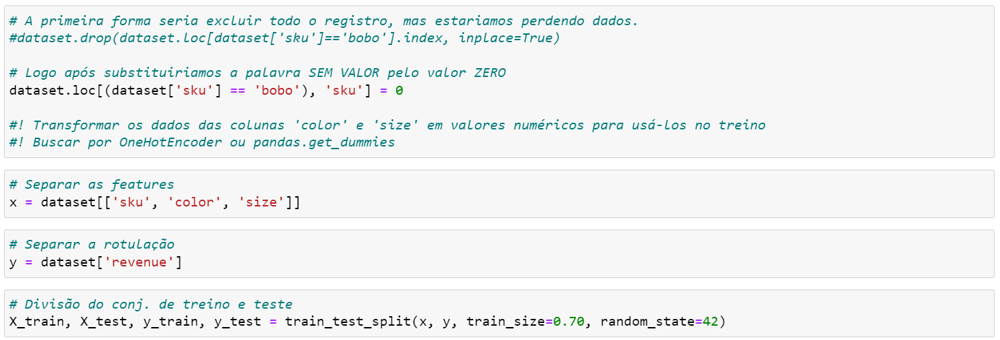 # A primeira forma seria excluir todo o registro, mas estariamos perdendo dados.
#dataset.drop(dataset.loc[dataset['sku']=='bobo'].index, inplace=True)
# Logo após substituiriamos a palavra SEM VALOR pelo valor ZERO
dataset.loc[(dataset['sku'] == 'bobo'), 'sku'] = 0
#! Transformar os dados das colunas 'color' e 'size' em valores numéricos para usá-los no treino
#! Buscar por OneHotEncoder ou pandas.get_dummies
# Separar as features
x = dataset[['sku', 'color', 'size']]
# Separar a rotulação
y = dataset['revenue']
# Divisão do conj. de treino e teste
X_train, X_test, y_train, y_test = train_test_split(x, y, train_size=0.70, random_state=42)